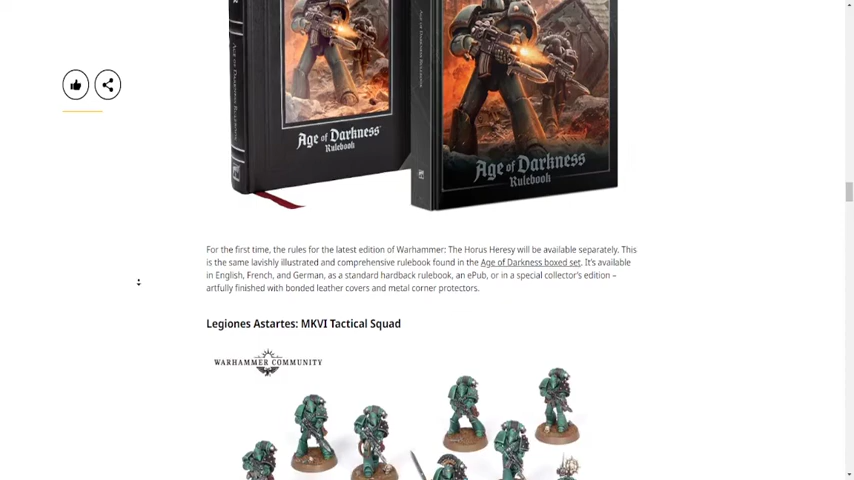 Age of Darkness
Rulebook
Age of Darkness
Rulebook
For the first time, the rules for the latest edition of Warhammer: The Horus Heresy will be available separately. This
is the same lavishly illustrated and comprehensive rulebook found in the Age of Darkness boxed set. It's available
in English, French, and German, as a standard hardback rulebook, an ePub, or in a special collector's edition –
artfully finished with bonded leather covers and metal corner protectors.
Legiones Astartes: MKVI Tactical Squad
WARHAMMER COMMUNITY